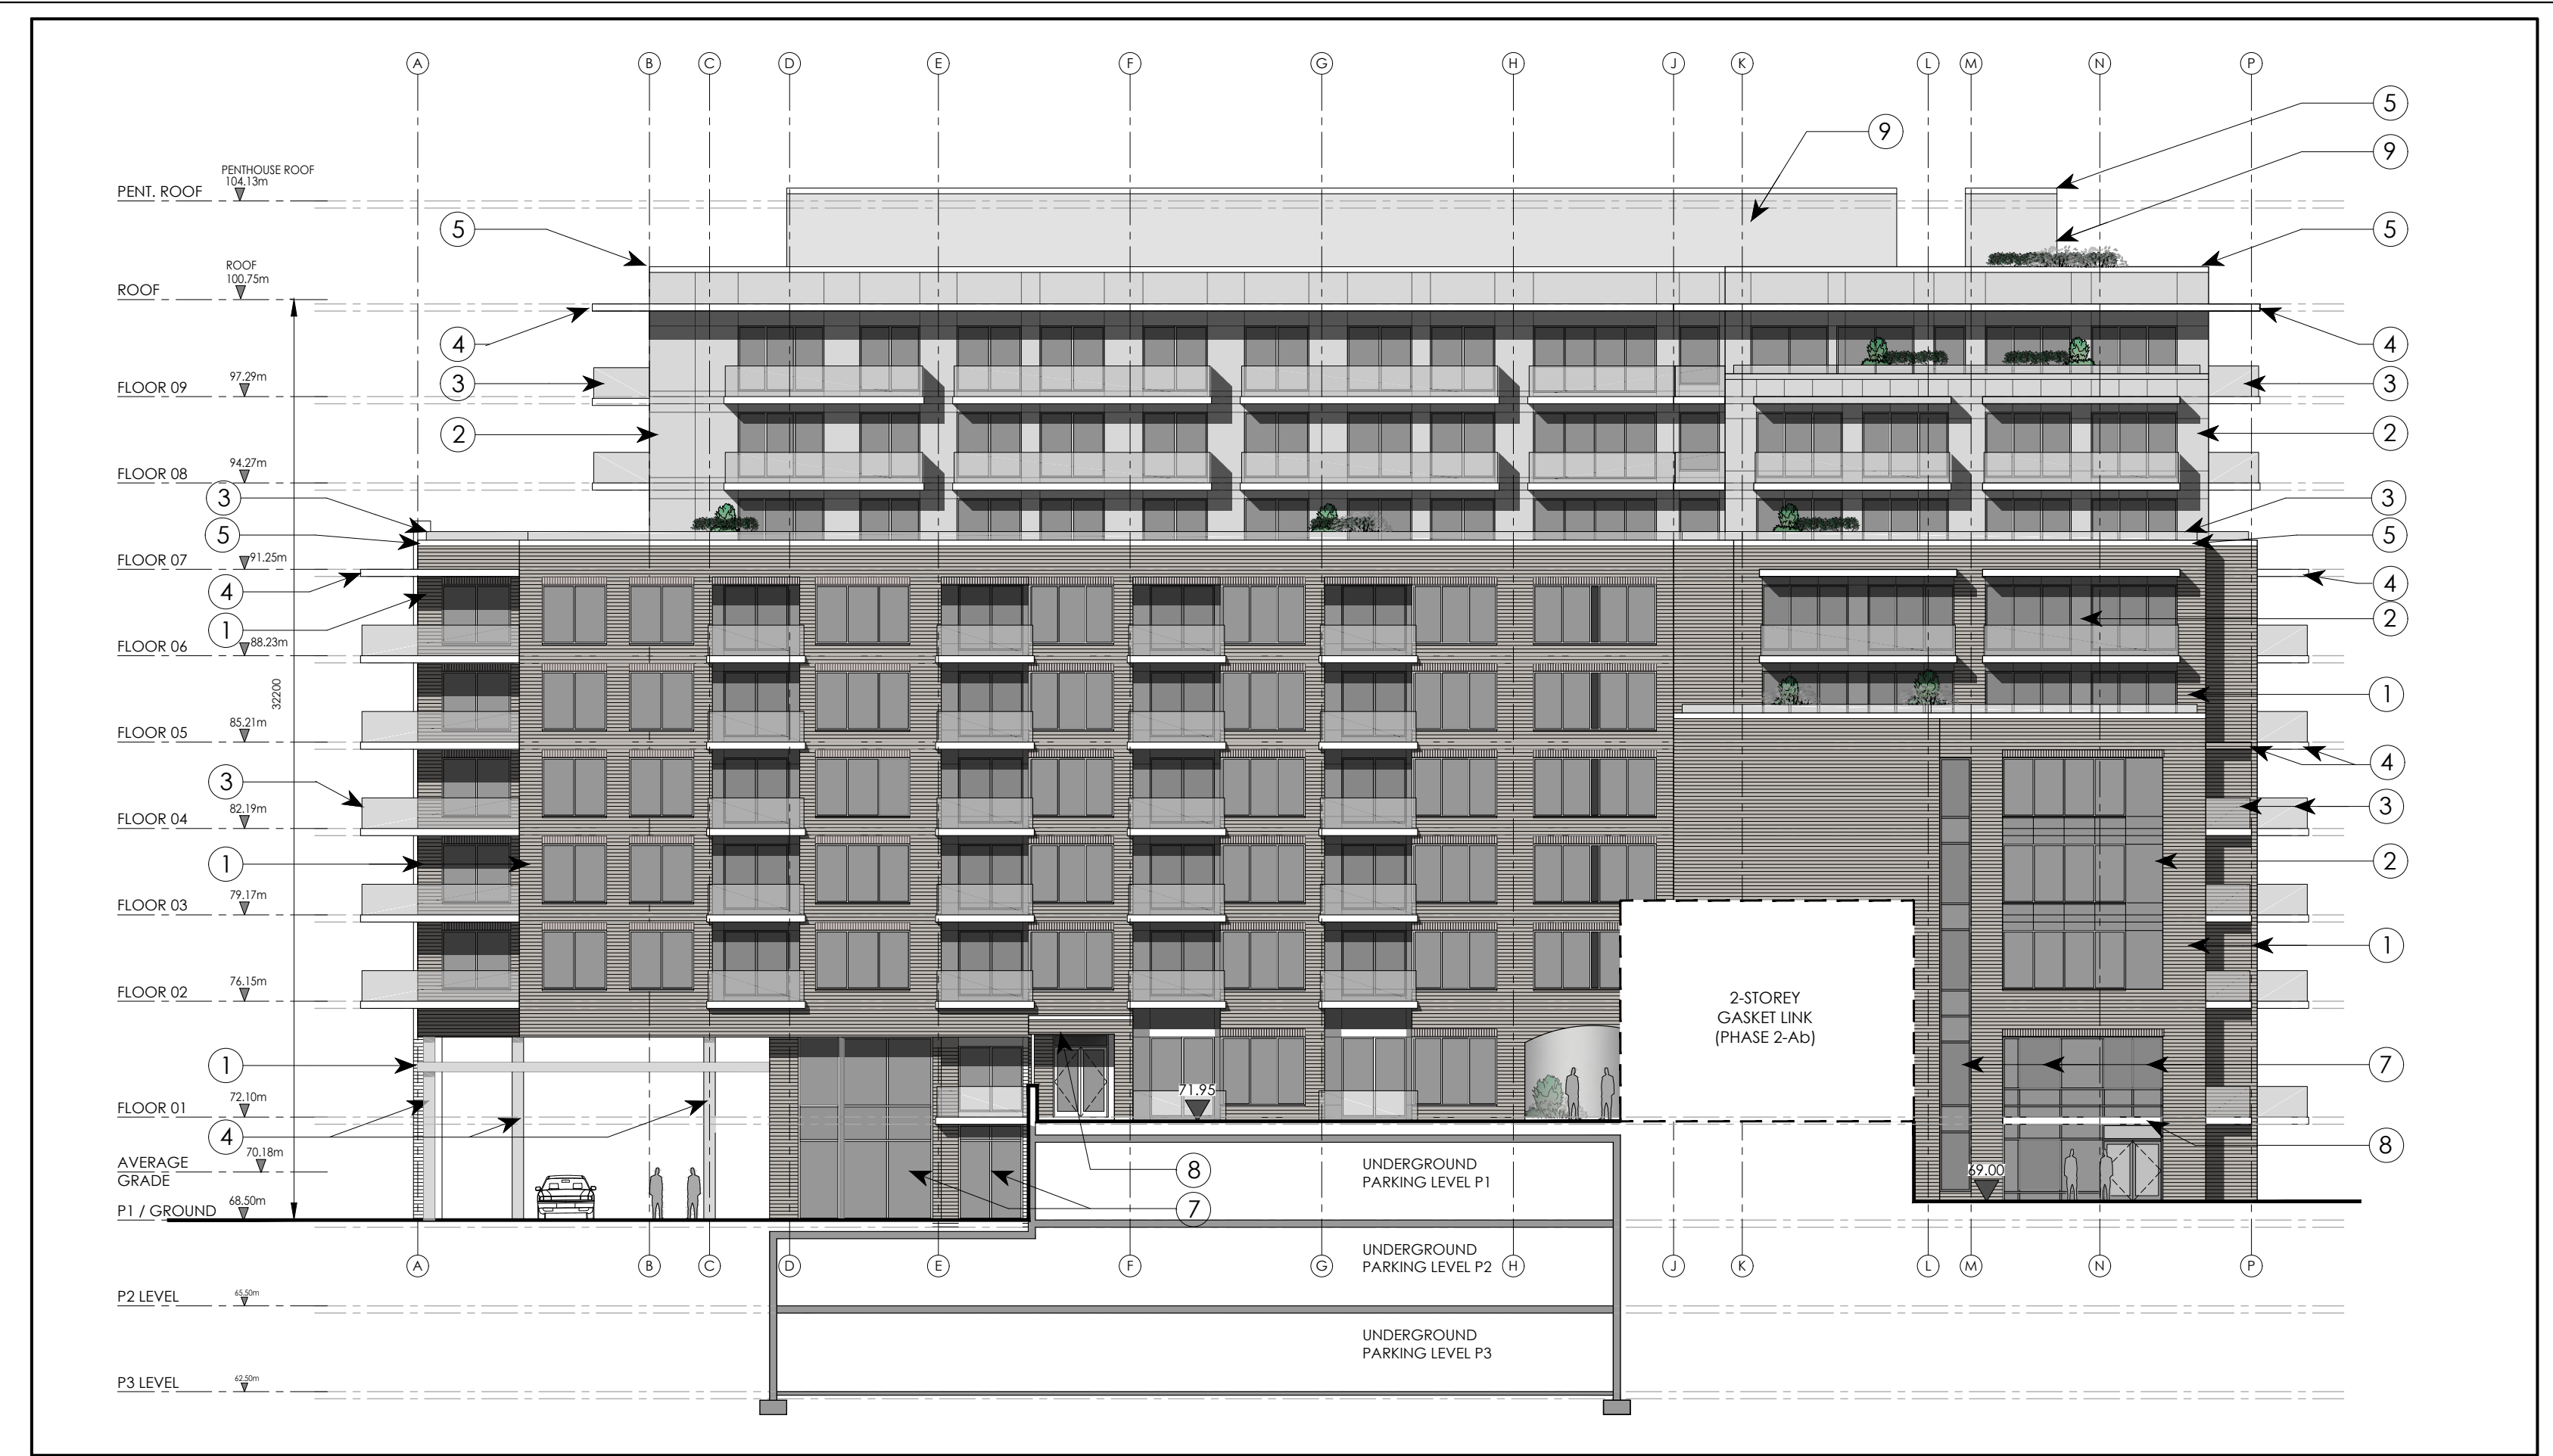 A B C D E F G H J K L M N P
5
9
9
PENTHOUSE ROOF
PENT. ROOF 104.13m
5 5
ROOF
ROOF 100.75m
4 4
3 3
FLOOR 09 97.29m
2 2
FLOOR 08 94.27m
3 3
5 5
FLOOR 07 91.25m
4 4
1 2
FLOOR 06 88.23m
32200
1
FLOOR 05 85.21m
4
3 3
FLOOR 04 82.19m
1 2
FLOOR 03 79.17m
1
FLOOR 02 76.15m
2-STOREY
GASKET LINK
(PHASE 2-Ab)
1 7
71.95
FLOOR 01 72.10m
4 8
AVERAGE
GRADE
70.18m
8
UNDERGROUND
PARKING LEVEL P1
69.00
P1 / GROUND 68.50m
7
UNDERGROUND
PARKING LEVEL P2
A B C D E F G H J K L M N P
P2 LEVEL 65.50m
UNDERGROUND
PARKING LEVEL P3
P3 LEVEL 62.50m